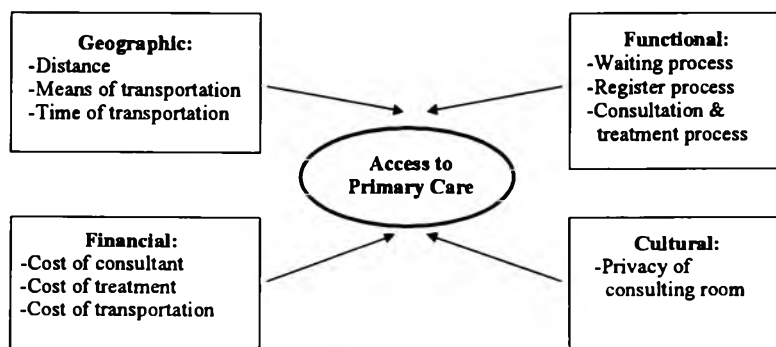 Geographic:
-Distance
-Means of transportation
-Time of transportation
Functional:
-Waiting process
-Register process
-Consultation &
treatment process
Access to
Primary Care
Financial:
-Cost of consultant
-Cost of treatment
-Cost of transportation
Cultural:
-Privacy of
consulting room